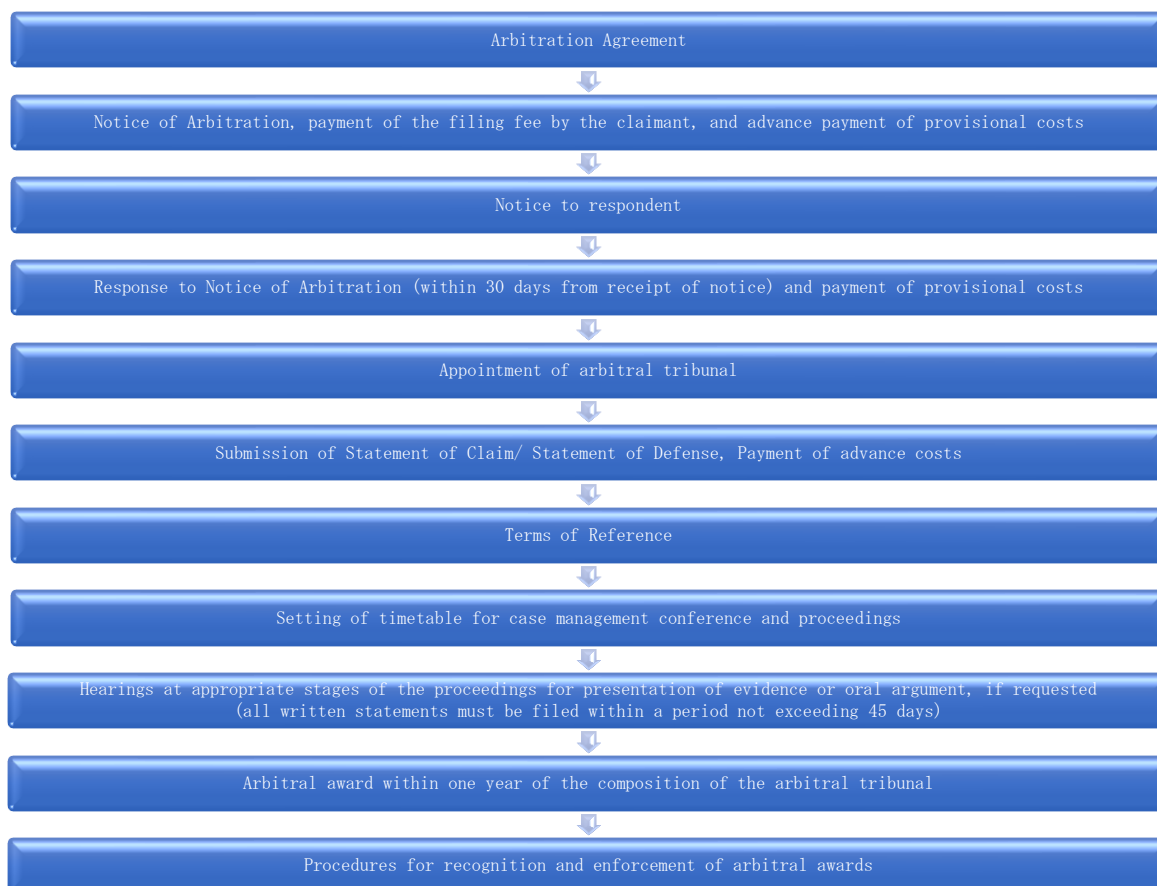 Arbitration Agreement
Notice of Arbitration, payment of the filing fee by the claimant, and advance payment of provisional costs
Notice to respondent
Response to Notice of Arbitration (within 30 days from receipt of notice) and payment of provisional costs
Appointment of arbitral tribunal
Submission of Statement of Claim/ Statement of Defense, Payment of advance costs
Terms of Reference
Setting of timetable for case management conference and proceedings
Hearings at appropriate stages of the proceedings for presentation of evidence or oral argument, if requested
(all written statements must be filed within a period not exceeding 45 days)
Arbitral award within one year of the composition of the arbitral tribunal
Procedures for recognition and enforcement of arbitral awards